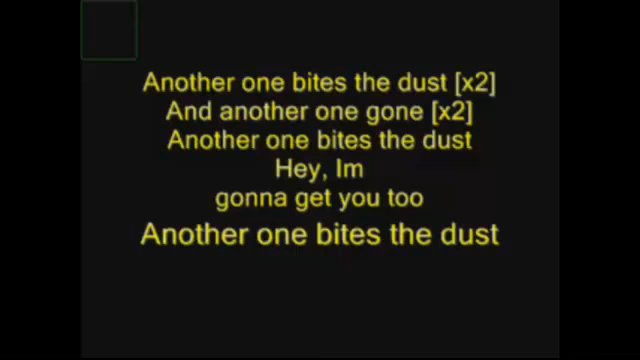 Another one bites the dust [x2]
And another one gone [x2]
Another one bites the dust
Hey, Im
gonna get you too
Another one bites the dust